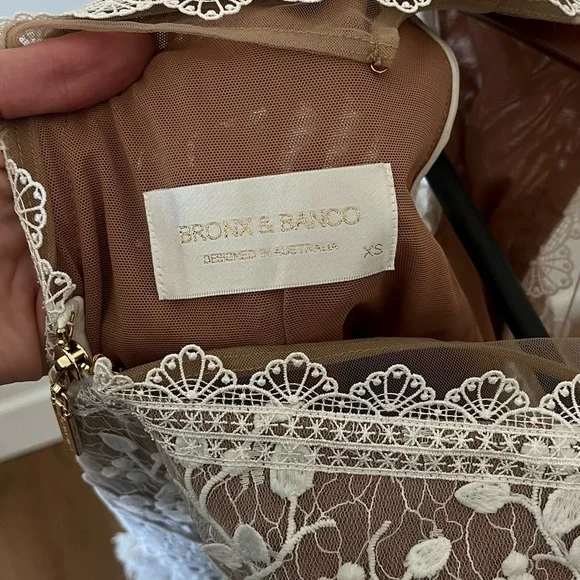 BRONX & BANCO
DESIGNED IN AUSTRALIA XS